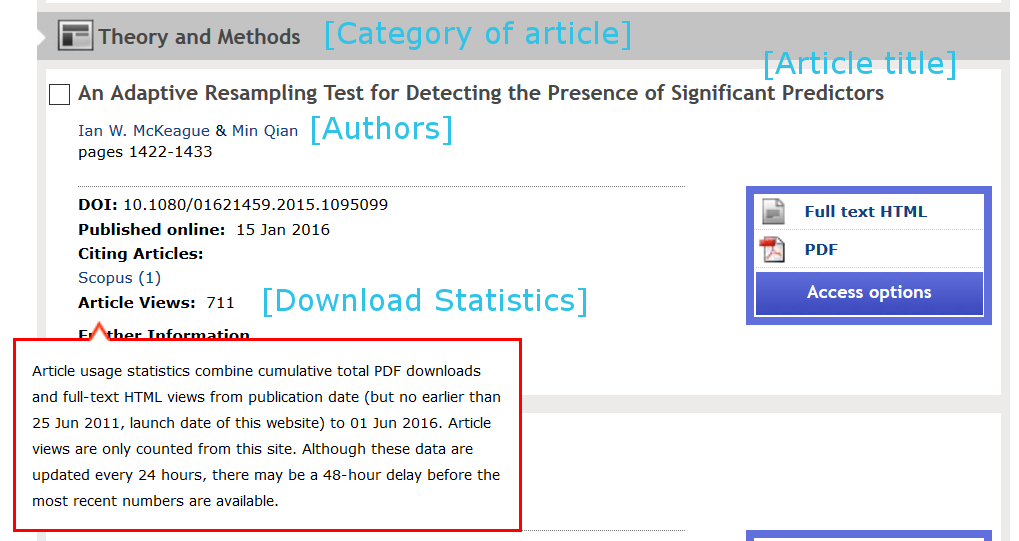 Theory and Methods [Category of article]
[Article title]
An Adaptive Resampling Test for Detecting the Presence of Significant Predictors
Ian W. McKeague & Min Qian [Authors]
pages 1422-1433
DOI: 10.1080/01621459.2015.1095099
Published online: 15 Jan 2016
Citing Articles:
Scopus (1)
Article Views: 711 [Download Statistics]
Further Information
Full text HTML
PDF
Access options
Article usage statistics combine cumulative total PDF downloads
and full-text HTML views from publication date (but no earlier than
25 Jun 2011, launch date of this website) to 01 Jun 2016. Article
views are only counted from this site. Although these data are
updated every 24 hours, there may be a 48-hour delay before the
most recent numbers are available.